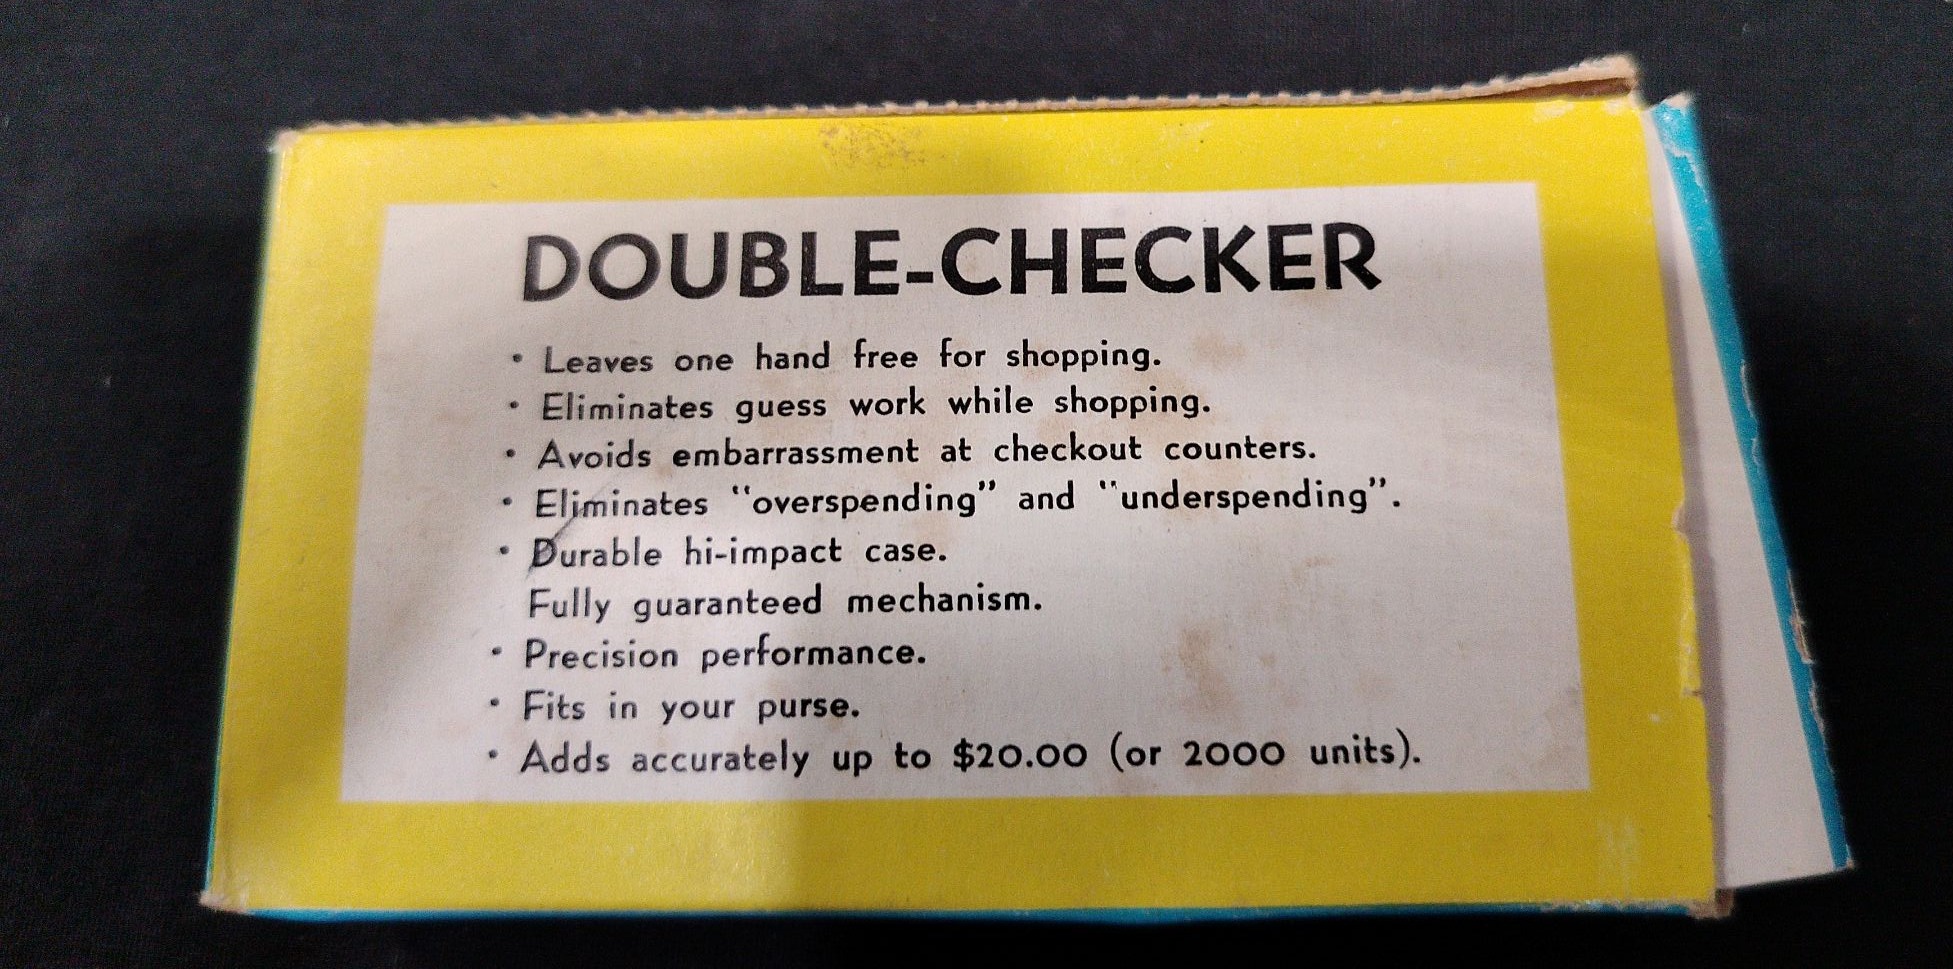 DOUBLE-CHECKER
• Leaves one hand free for shopping.
• Eliminates guess work while shopping.
• Avoids embarrassment at checkout counters.
• Eliminates "overspending" and "underspending".
• Durable hi-impact case.
Fully guaranteed mechanism.
• Precision performance.
• Fits in your purse.
• Adds accurately up to $20.00 (or 2000 units).